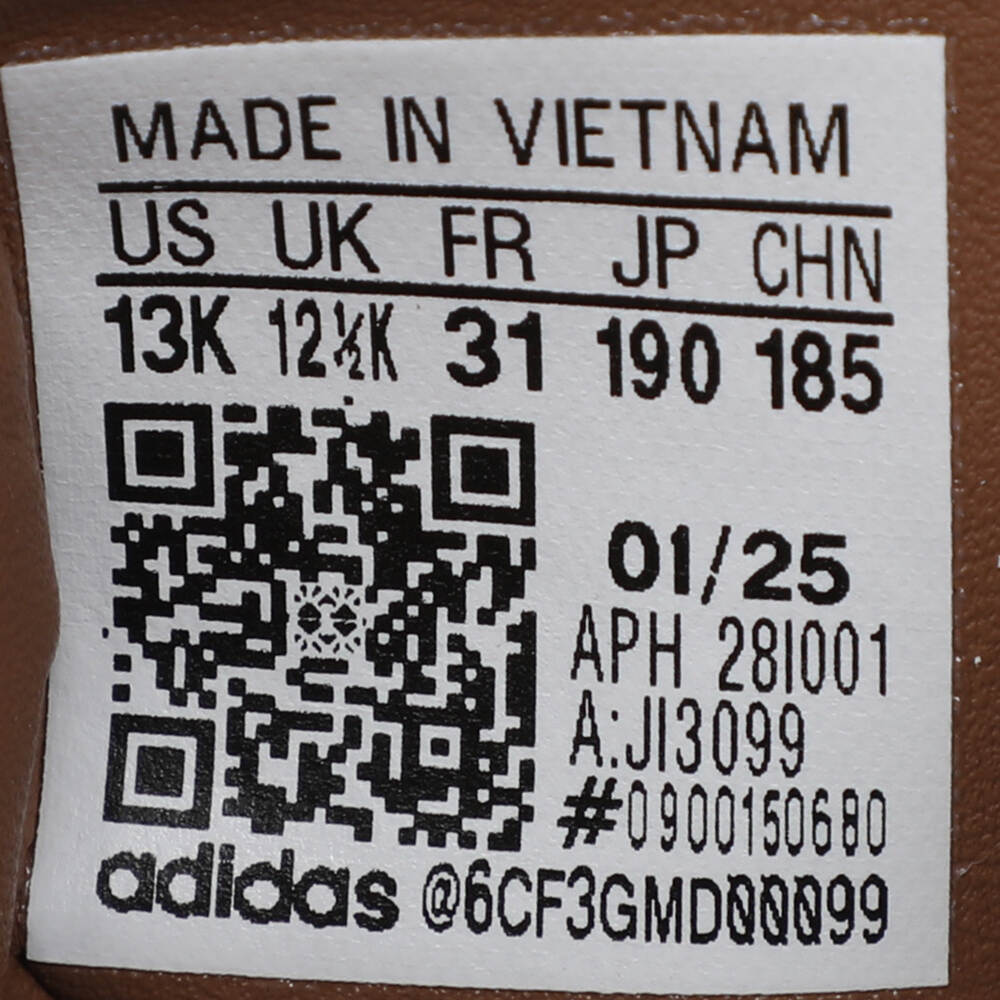 MADE IN VIETNAM
US UK FR JP CHN
13K 12½K 31 190 185
01/25
APH 28I001
A:JI3099
#0900150680
adidas @6CF3GMD00099